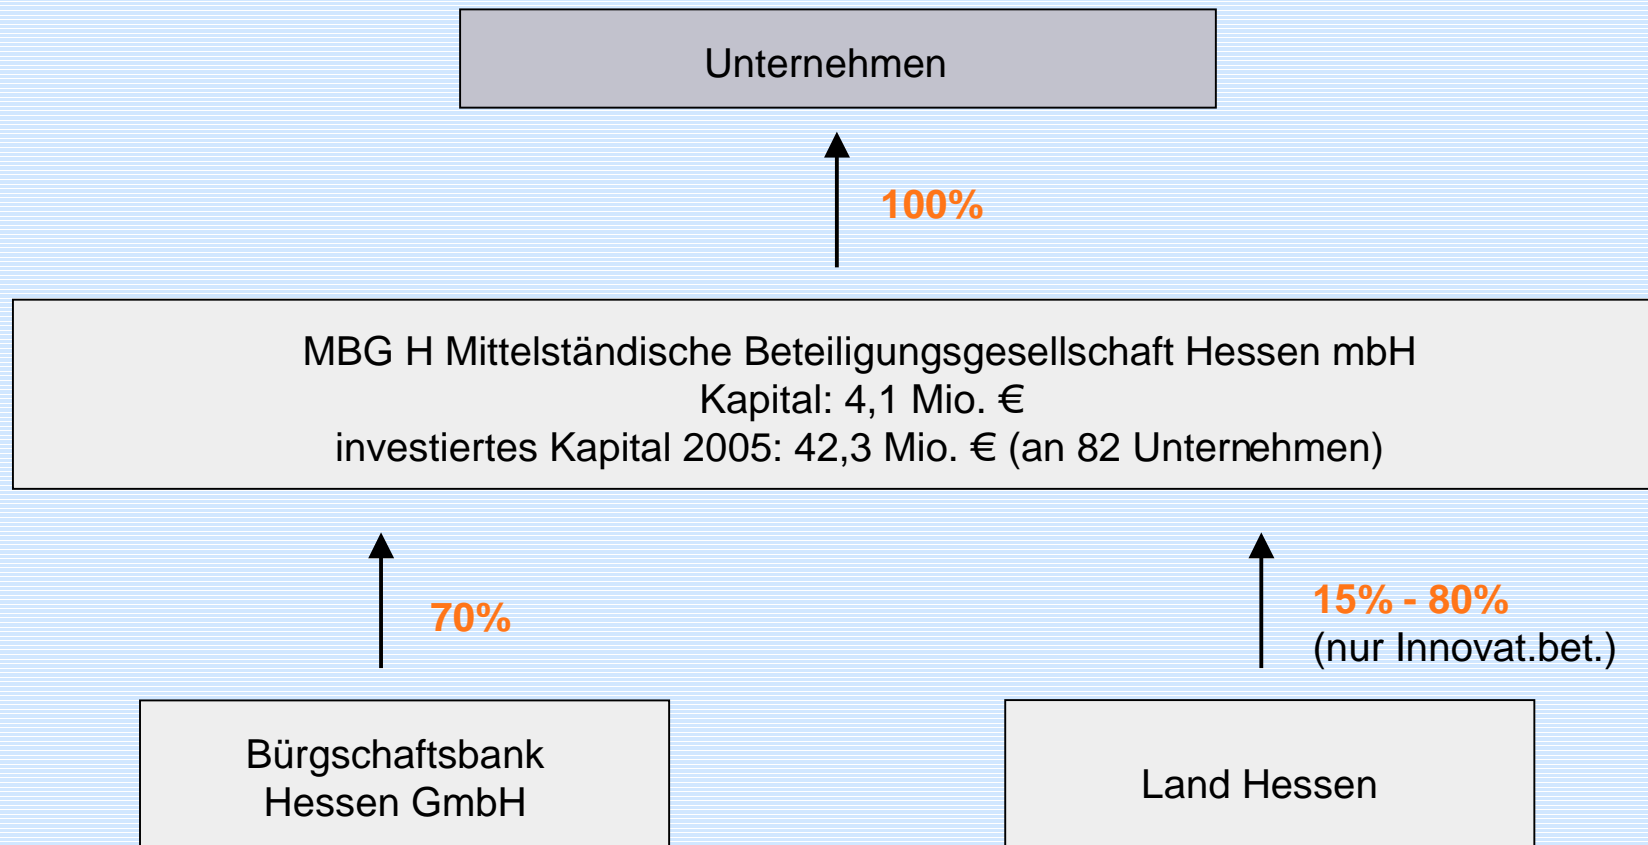 Unternehmen
100%
MBG H Mittelständische Beteiligungsgesellschaft Hessen mbH
Kapital: 4,1 Mio. €
investiertes Kapital 2005: 42,3 Mio. € (an 82 Unternehmen)
70%
15% - 80%
(nur Innovat.bet.)
Bürgschaftsbank
Hessen GmbH
Land Hessen